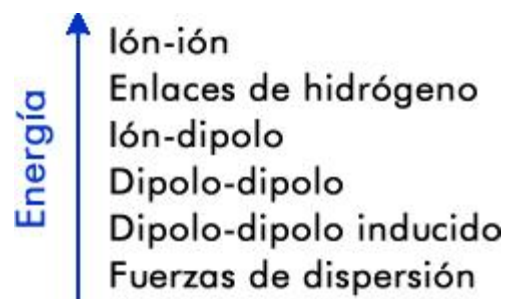 Energía
Ión-ión
Enlaces de hidrógeno
Ión-dipolo
Dipolo-dipolo
Dipolo-dipolo inducido
Fuerzas de dispersión